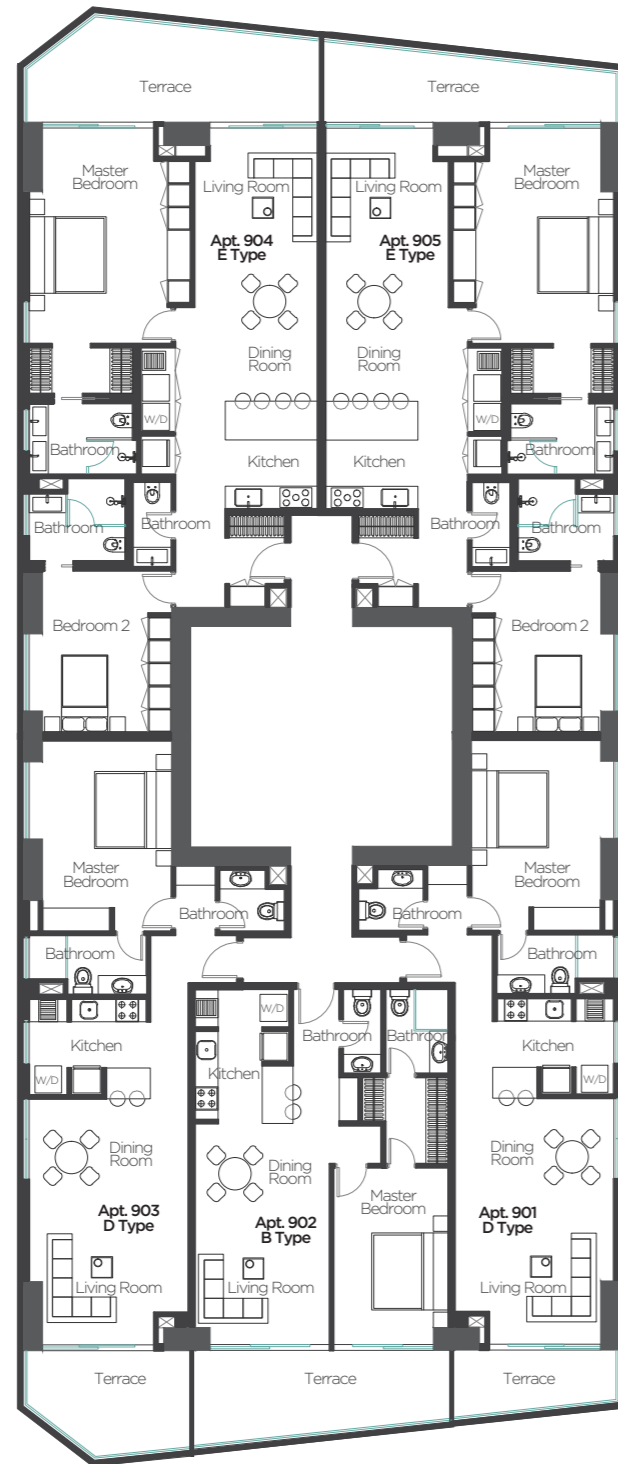 Terrace
Terrace
Master
Bedroom
Living Room
Living Room
Master
Bedroom
Apt. 904
E Type
Apt. 905
E Type
Dining
Room
Dining
Room
W/D
W/D
Bathroom
Kitchen
Kitchen
Bathroom
Bathroom
Bathroom
Bathroom
Bathroom
Bedroom 2
Bedroom 2
Master
Bedroom
Master
Bedroom
Bathroom
Bathroom
Bathroom
Bathroom
W/D
Kitchen
Bathroom
Bathroom
Kitchen
Kitchen
W/D
W/D
Dining
Room
Dining
Room
Dining
Room
Master
Bedroom
Apt. 903
D Type
Apt. 902
B Type
Apt. 901
D Type
Living Room
Living Room
Living Room
Terrace
Terrace
Terrace